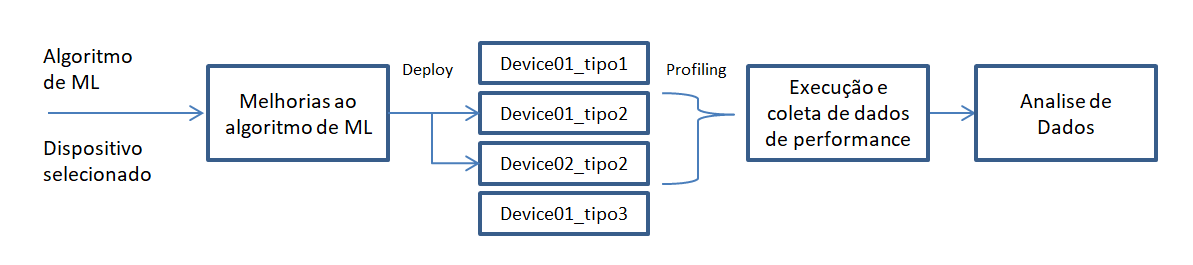 Algoritmo
de ML
Dispositivo
selecionado
Melhorias ao
algoritmo de ML
Deploy
Device01_tipo1
Device01_tipo2
Device02_tipo2
Device01_tipo3
Profiling
Execução e
coleta de dados
de performance
Analise de
Dados